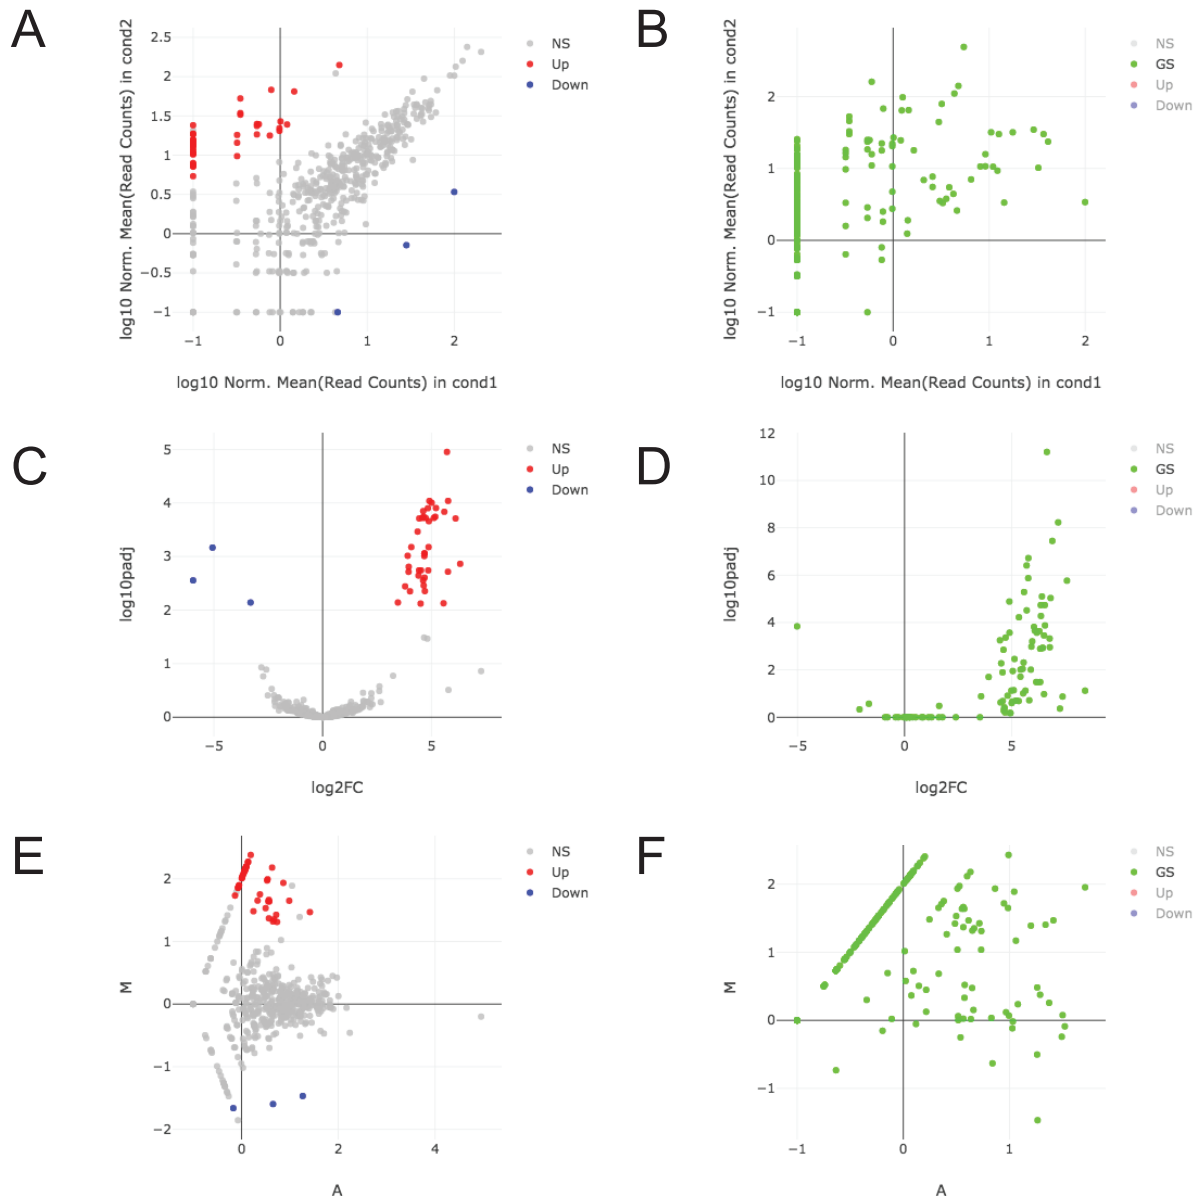 A
log10 Norm. Mean(Read Counts) in cond2
2.5
2
1.5
1
0.5
0
−0.5
−1
−1
0
1
2
log10 Norm. Mean(Read Counts) in cond1
NS
Up
Down
B
log10 Norm. Mean(Read Counts) in cond2
2
1
0
−1
−1
0
1
2
log10 Norm. Mean(Read Counts) in cond1
NS
GS
Up
Down
C
log10padj
5
4
3
2
1
0
−5
0
5
log2FC
NS
Up
Down
D
log10padj
12
10
8
6
4
2
0
−5
0
5
log2FC
NS
GS
Up
Down
E
M
2
1
0
−1
−2
0
2
4
A
NS
Up
Down
F
M
2
1
0
−1
−1
0
1
A
NS
GS
Up
Down